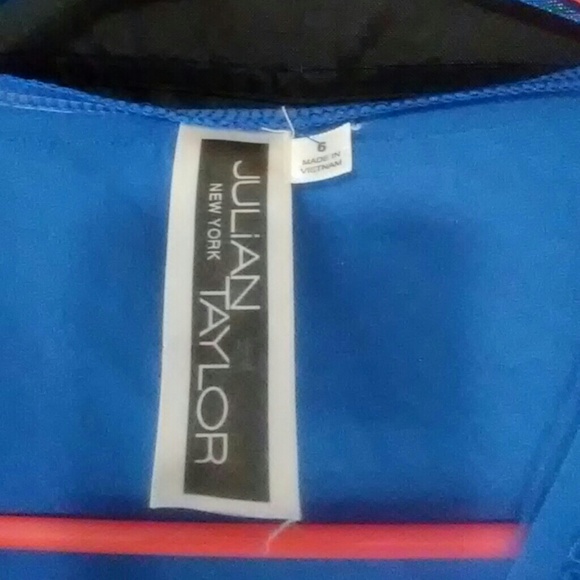 JULiAN TAYLOR
NEW YORK
6
MADE IN
VIETNAM